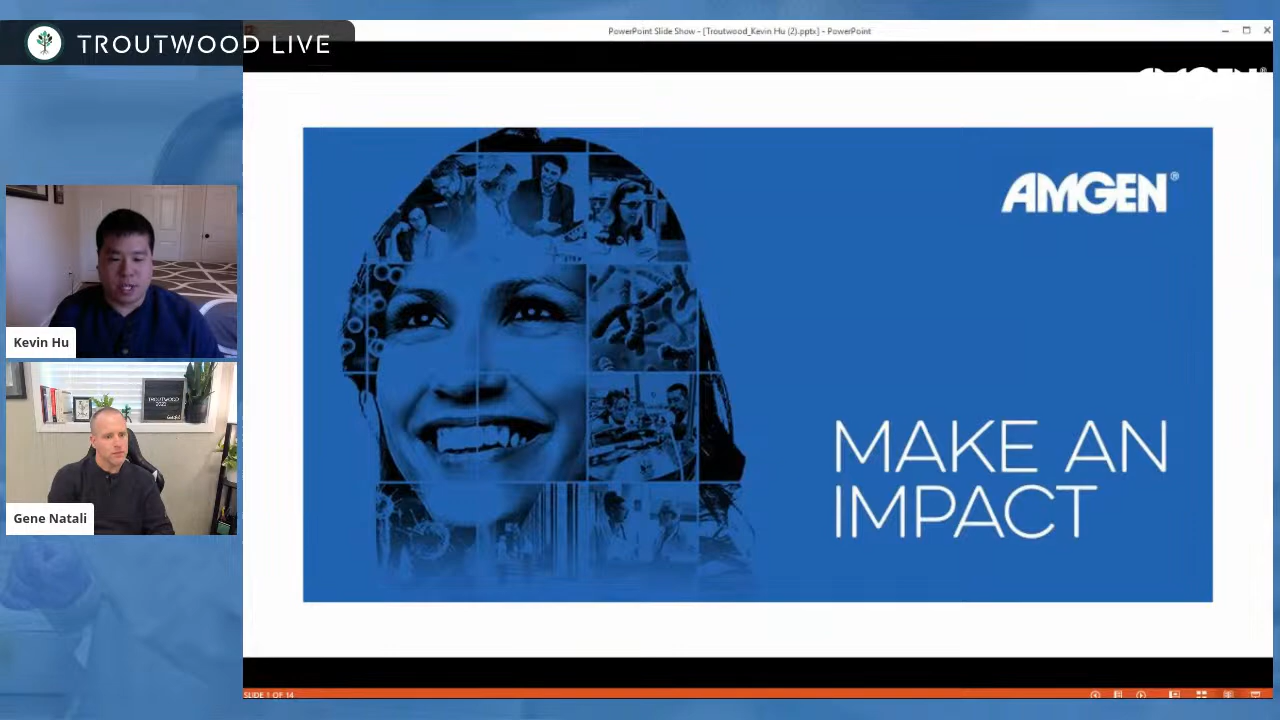 TROUTWOOD LIVE
PowerPoint Slide Show - [Troutwood_Kevin Hu (2).pptx] - PowerPoint
AMGEN®
MAKE AN
IMPACT
Kevin Hu
TROUTWOOD
Gene Natali
SLIDE 1 OF 14